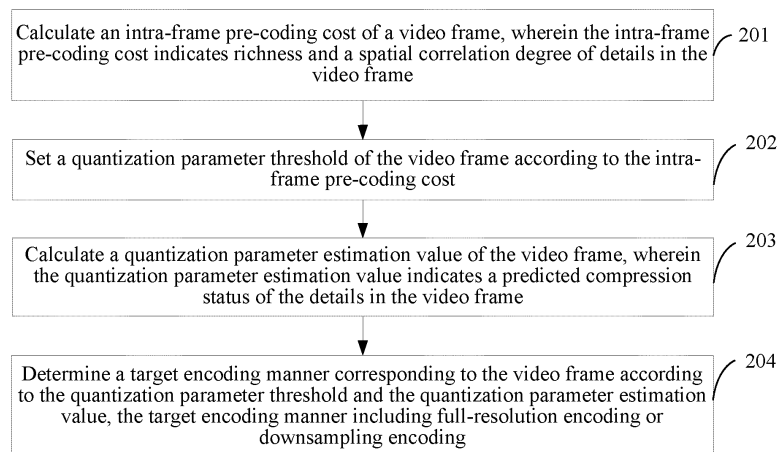 Calculate an intra-frame pre-coding cost of a video frame, wherein the intra-frame
pre-coding cost indicates richness and a spatial correlation degree of details in the
video frame
201
Set a quantization parameter threshold of the video frame according to the intra-
frame pre-coding cost
202
Calculate a quantization parameter estimation value of the video frame, wherein
the quantization parameter estimation value indicates a predicted compression
status of the details in the video frame
203
Determine a target encoding manner corresponding to the video frame according
to the quantization parameter threshold and the quantization parameter estimation
value, the target encoding manner including full-resolution encoding or
downsampling encoding
204